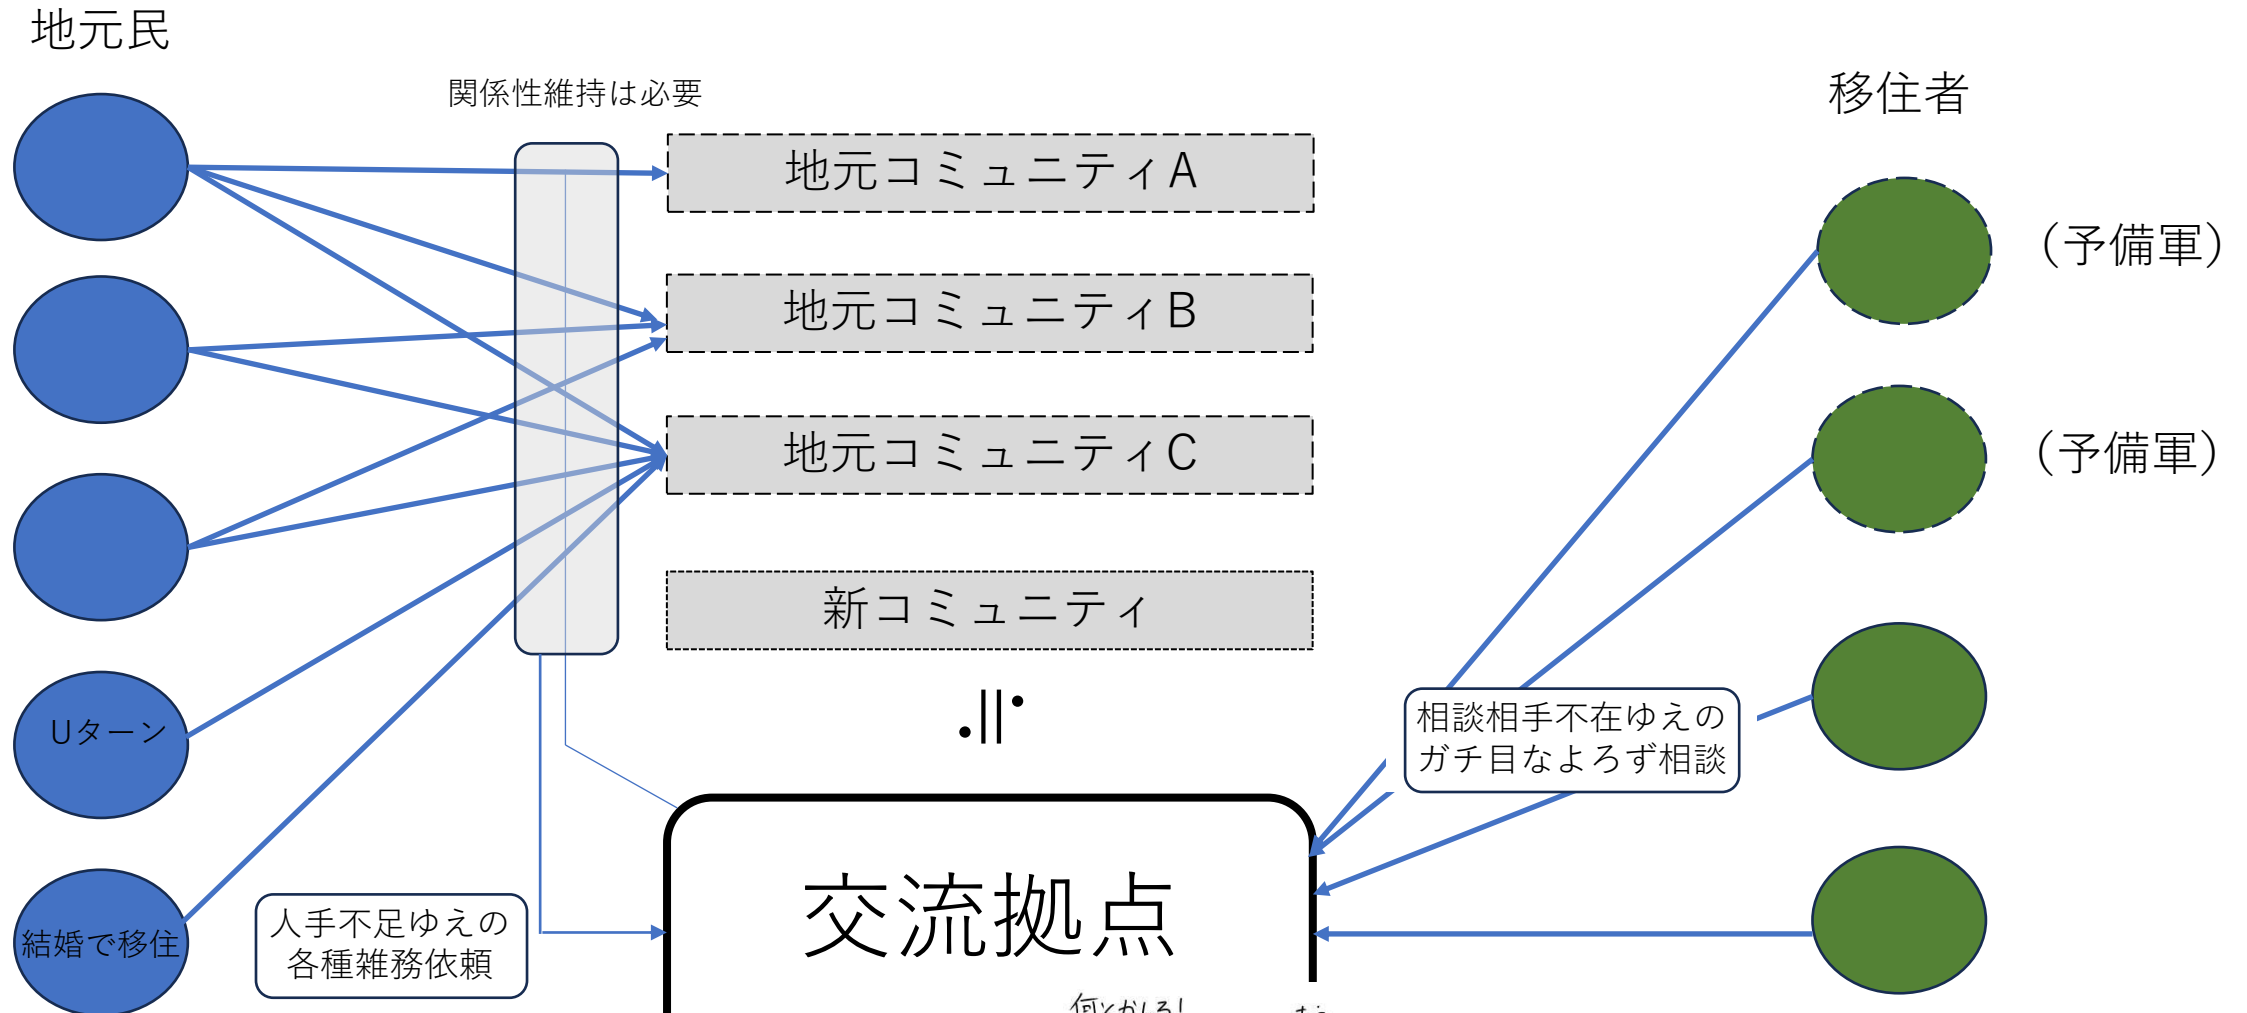 地元民
関係性維持は必要
移住者
地元コミュニティA
(予備軍)
地元コミュニティB
地元コミュニティC
(予備軍)
新コミュニティ
≒
相談相手不在ゆえの
ガチ目なよろず相談
Uターン
交流拠点
人手不足ゆえの
各種雑務依頼
結婚で移住
何とかしろ!